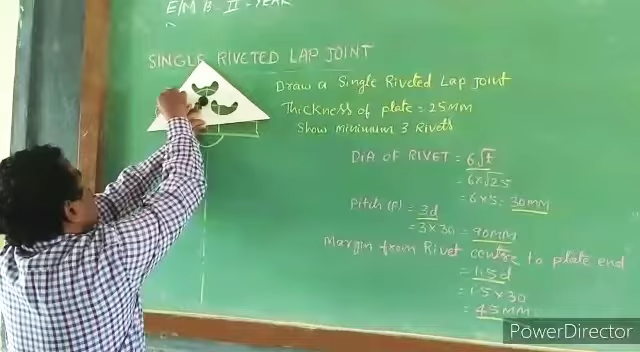 E/M B - II - YEAR
SINGLE RIVETED LAP JOINT
Draw a Single Riveted Lap Joint
Thickness of plate = 25MM
Show minimum 3 Rivets
DIA OF RIVET = 6√t
= 6×√25
= 6×5 = 30MM
Pitch (P) = 3d
= 3×30 = 90MM
Margin from Rivet centre to plate end
= 1.5d
= 1.5×30
= 45MM
PowerDirector